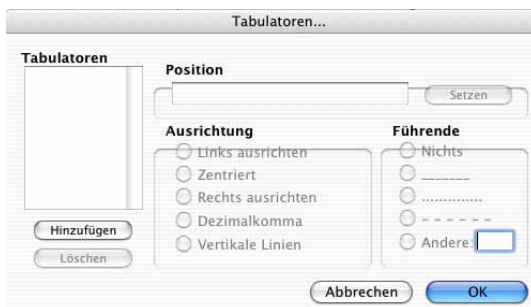 Tabulatoren...
Tabulatoren
Position
Setzen
Ausrichtung
Links ausrichten
Zentriert
Rechts ausrichten
Dezimalkomma
Vertikale Linien
Führende
Nichts
_______
..............
- - - - - -
Andere:
Hinzufügen
Löschen
Abbrechen
OK